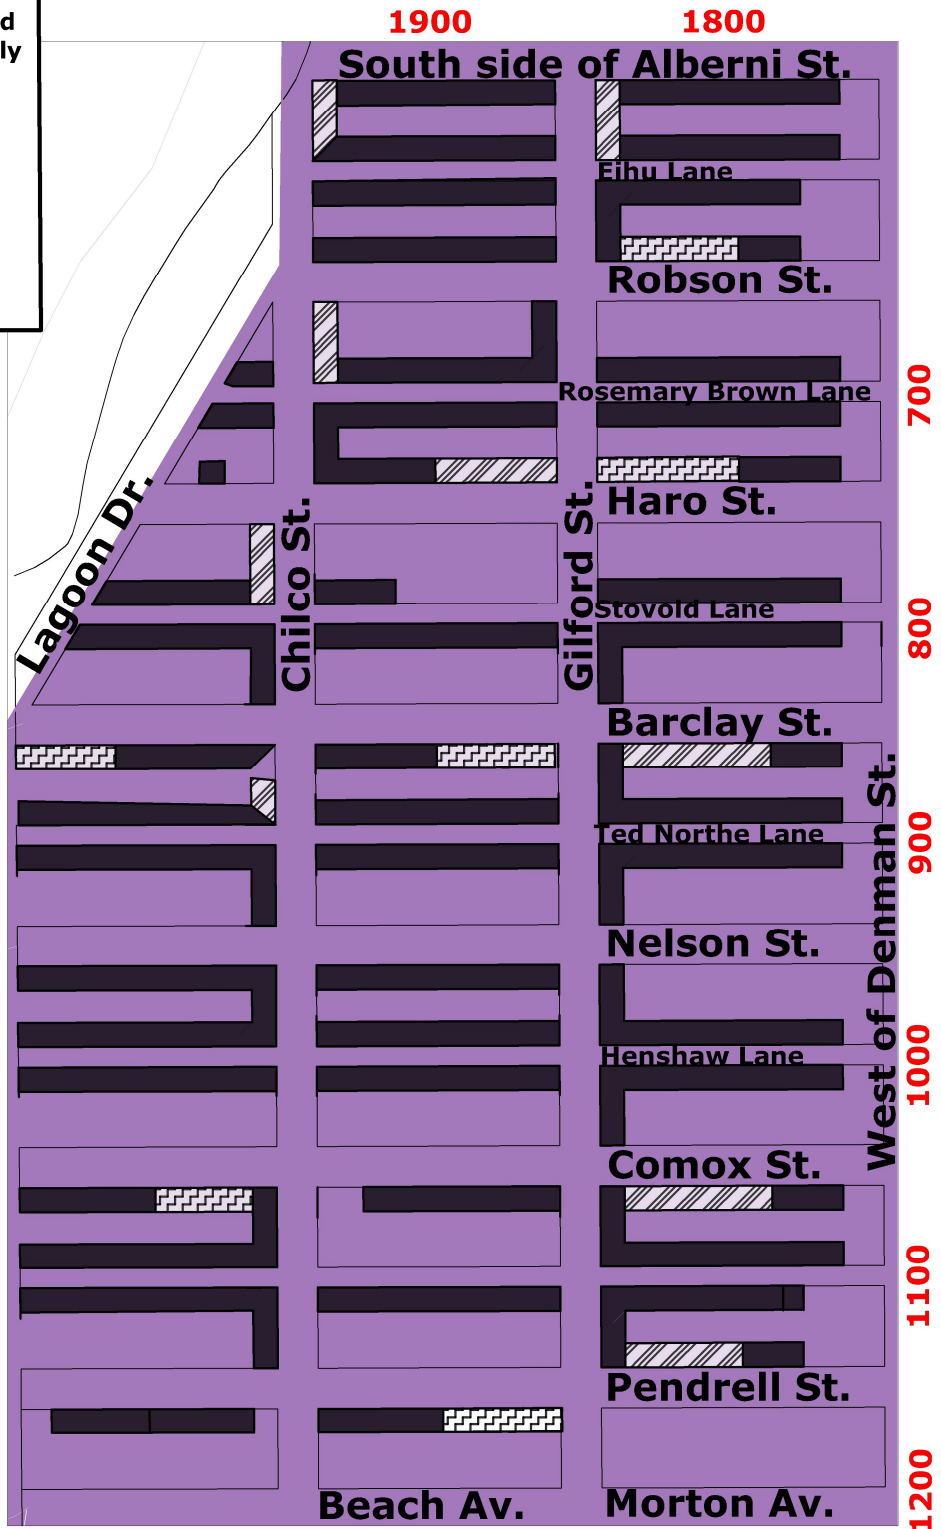 d
ly
1900
1800
South side of Alberni St.
Eihu Lane
Robson St.
700
Rosemary Brown Lane
Haro St.
Lagoon Dr.
Chilco St.
Gilford St.
Stovold Lane
800
Barclay St.
West of Denman St.
Ted Northe Lane
900
Nelson St.
Henshaw Lane
1000
Comox St.
1100
Pendrell St.
1200
Beach Av.
Morton Av.